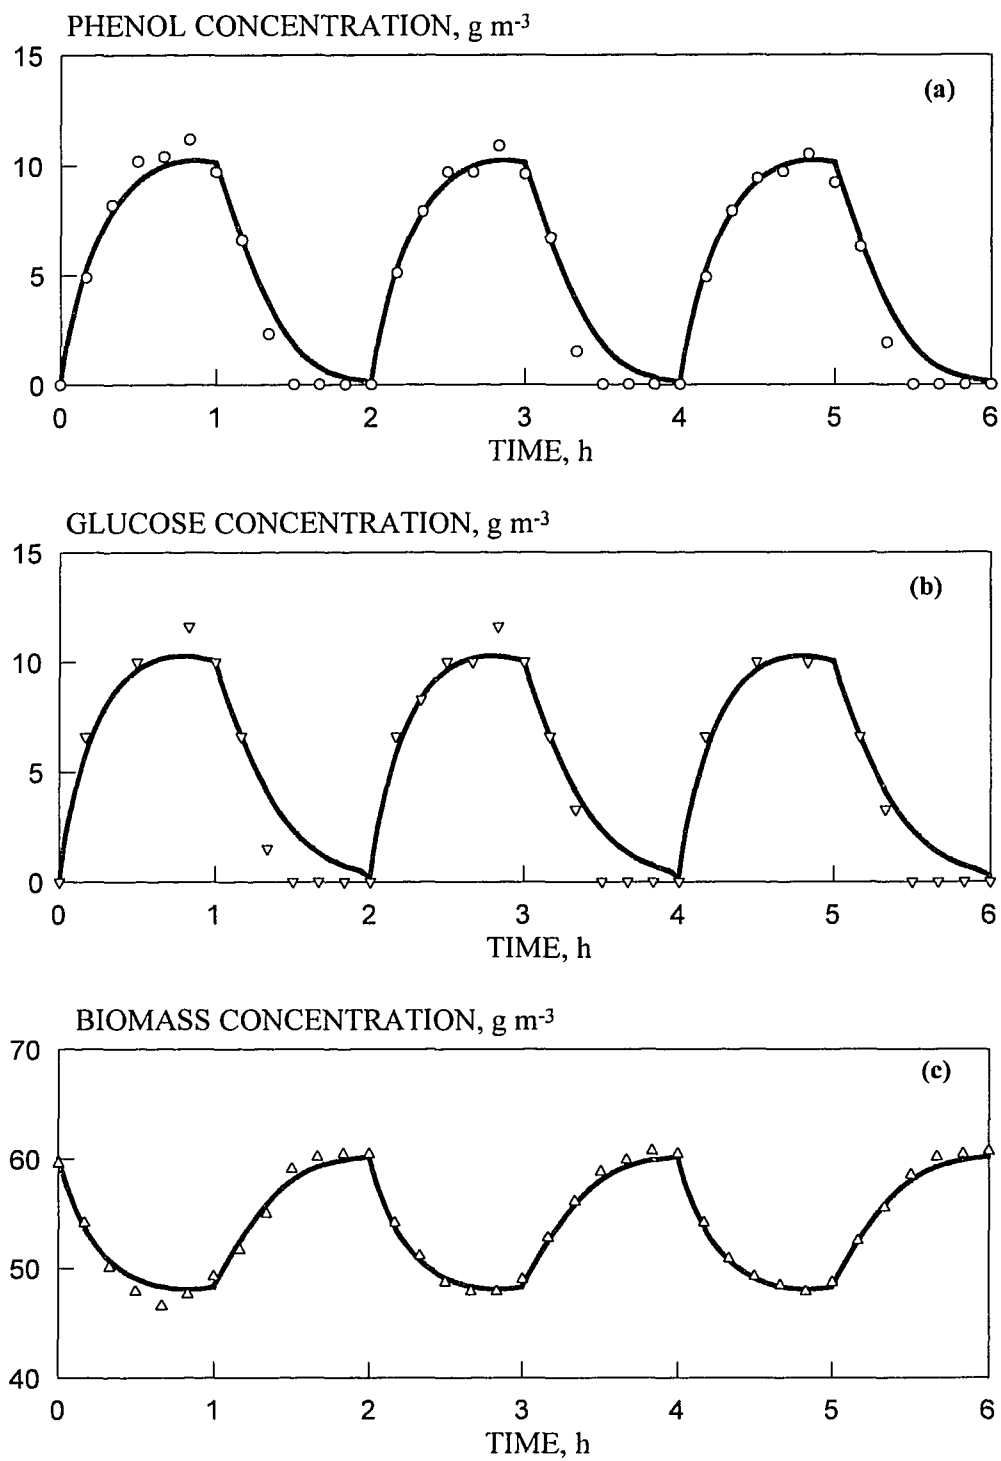 PHENOL CONCENTRATION, g m-3
15
(a)
10
5
0
0 1 2 3 4 5 6
TIME, h
GLUCOSE CONCENTRATION, g m-3
15
(b)
10
5
0
0 1 2 3 4 5 6
TIME, h
BIOMASS CONCENTRATION, g m-3
70
(c)
60
50
40
0 1 2 3 4 5 6
TIME, h